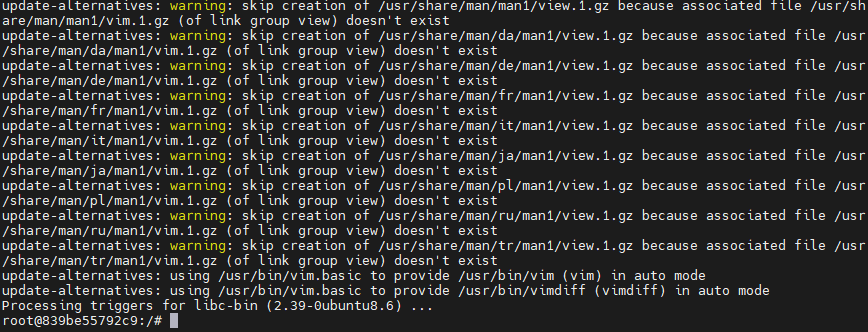 update-alternatives: warning: skip creation of /usr/share/man/man1/view.1.gz because associated file /usr/sh
are/man/man1/vim.1.gz (of link group view) doesn't exist
update-alternatives: warning: skip creation of /usr/share/man/da/man1/view.1.gz because associated file /usr
/share/man/da/man1/vim.1.gz (of link group view) doesn't exist
update-alternatives: warning: skip creation of /usr/share/man/de/man1/view.1.gz because associated file /usr
/share/man/de/man1/vim.1.gz (of link group view) doesn't exist
update-alternatives: warning: skip creation of /usr/share/man/fr/man1/view.1.gz because associated file /usr
/share/man/fr/man1/vim.1.gz (of link group view) doesn't exist
update-alternatives: warning: skip creation of /usr/share/man/it/man1/view.1.gz because associated file /usr
/share/man/it/man1/vim.1.gz (of link group view) doesn't exist
update-alternatives: warning: skip creation of /usr/share/man/ja/man1/view.1.gz because associated file /usr
/share/man/ja/man1/vim.1.gz (of link group view) doesn't exist
update-alternatives: warning: skip creation of /usr/share/man/pl/man1/view.1.gz because associated file /usr
/share/man/pl/man1/vim.1.gz (of link group view) doesn't exist
update-alternatives: warning: skip creation of /usr/share/man/ru/man1/view.1.gz because associated file /usr
/share/man/ru/man1/vim.1.gz (of link group view) doesn't exist
update-alternatives: warning: skip creation of /usr/share/man/tr/man1/view.1.gz because associated file /usr
/share/man/tr/man1/vim.1.gz (of link group view) doesn't exist
update-alternatives: using /usr/bin/vim.basic to provide /usr/bin/vim (vim) in auto mode
update-alternatives: using /usr/bin/vim.basic to provide /usr/bin/vimdiff (vimdiff) in auto mode
Processing triggers for libc-bin (2.39-0ubuntu8.6) ...
root@839be55792c9:/#